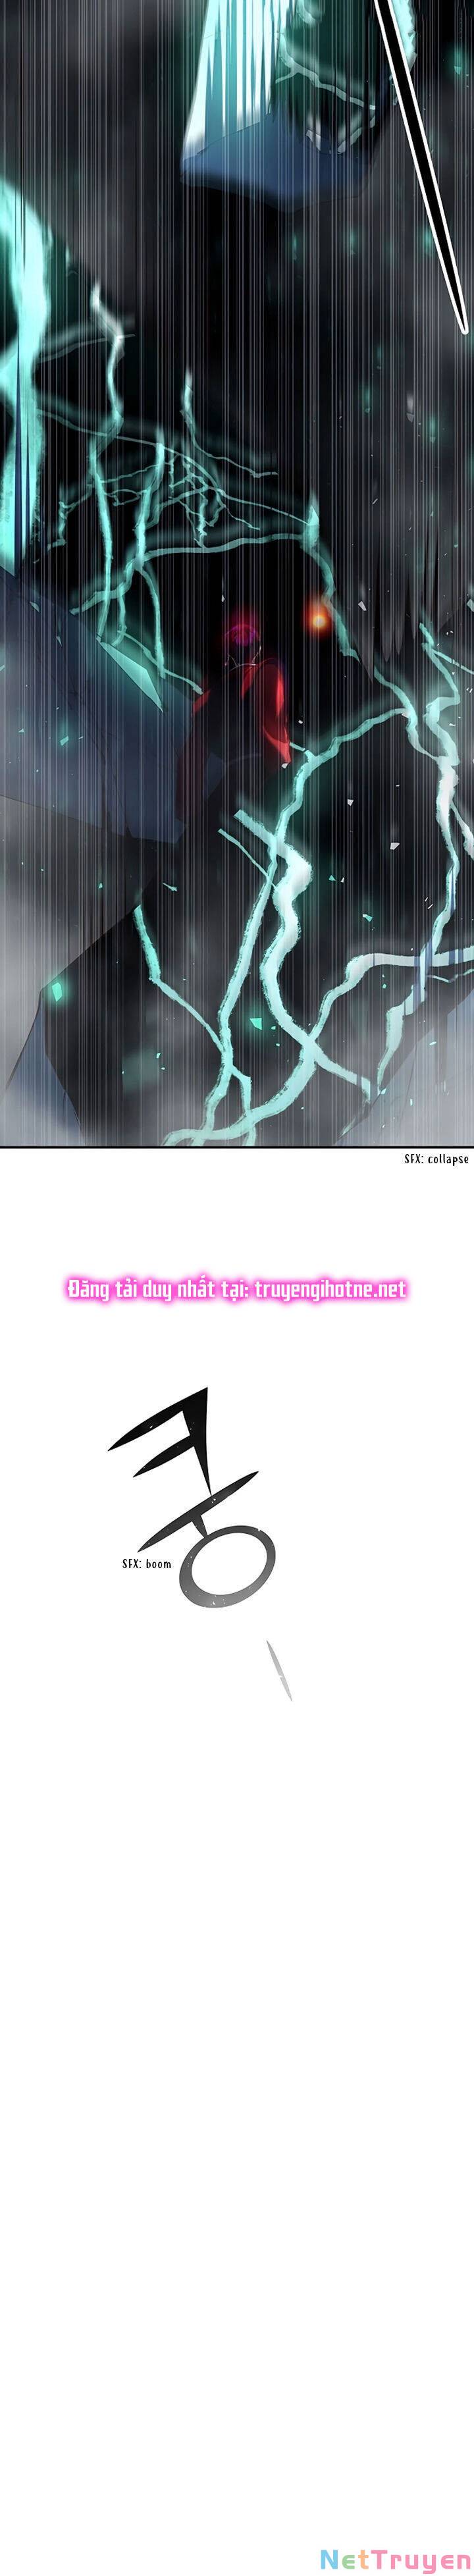 SFX: collapse
Đăng tải duy nhất tại: truyengihotne.net
쿵
SFX: boom
NetTruyen